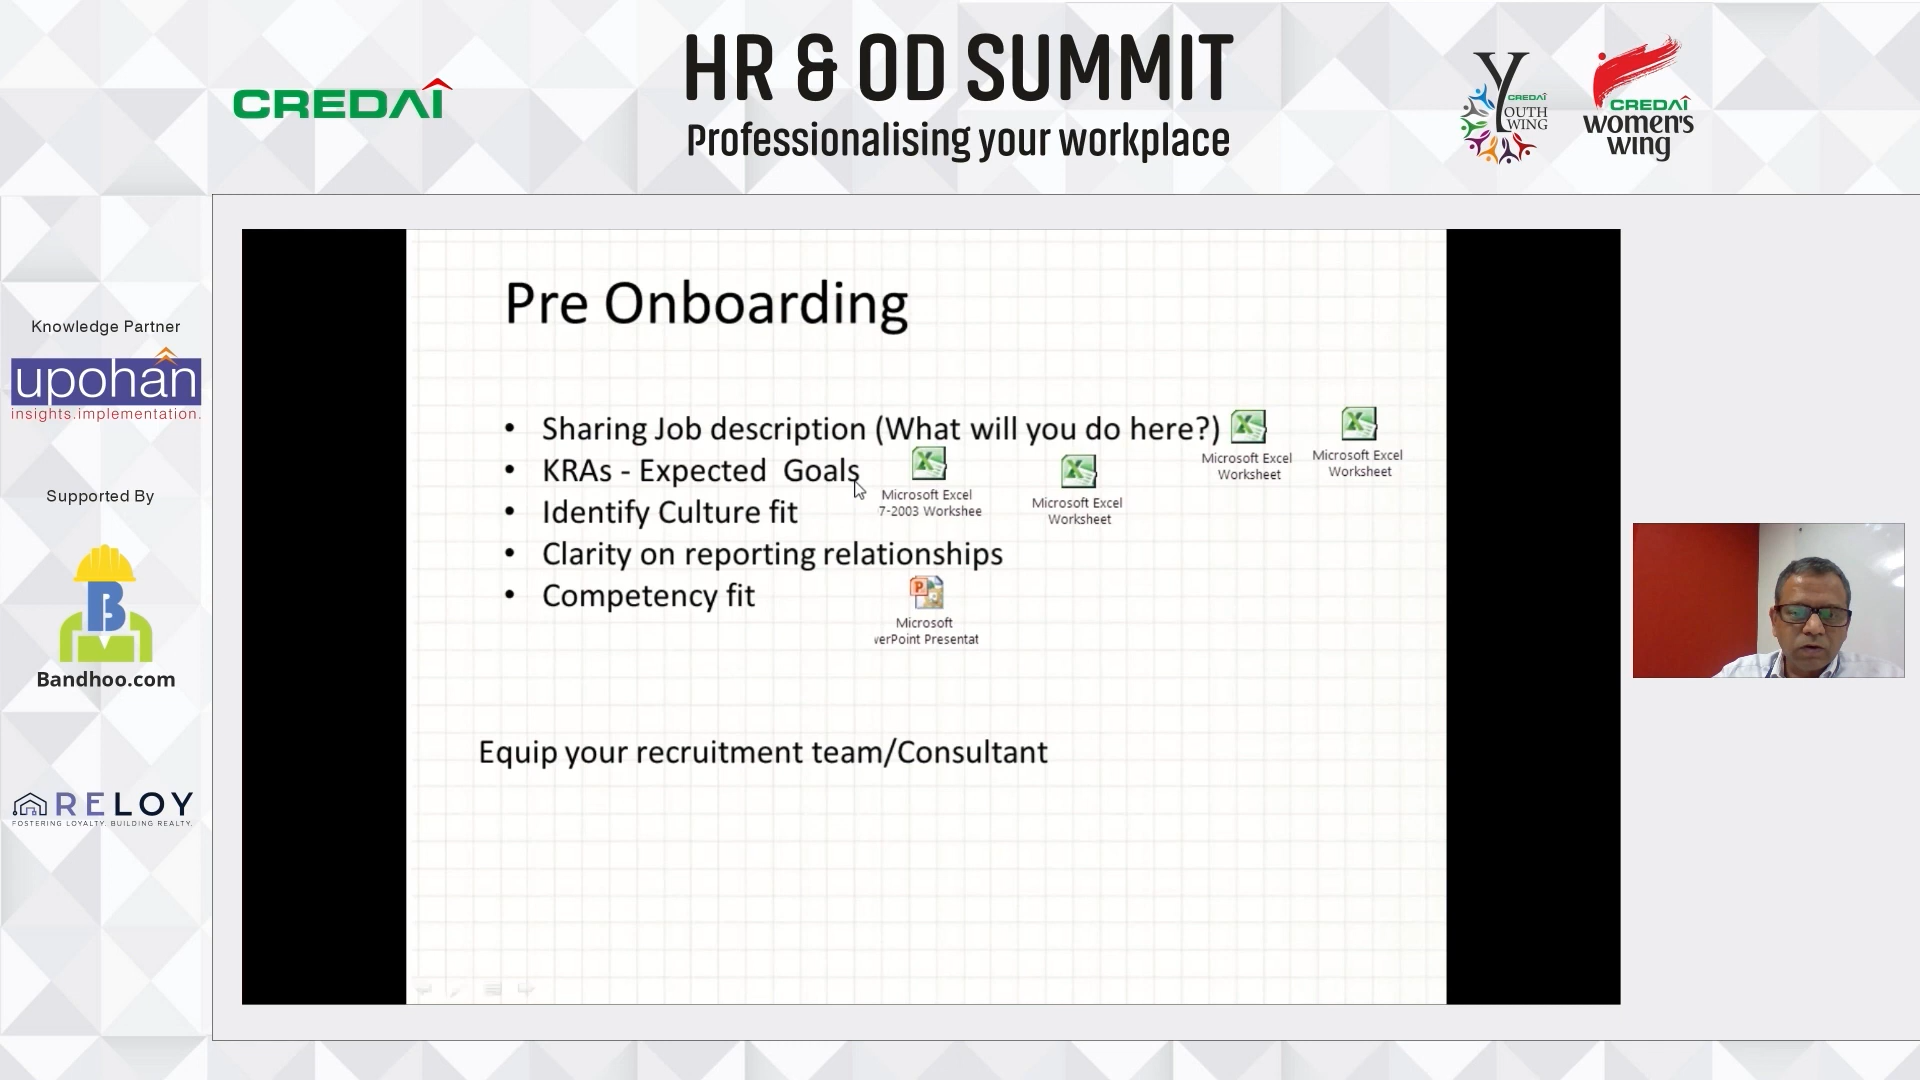 HR & OD SUMMIT
Professionalising your workplace
CREDAI
Y
CREDAI
OUTH
WING
CREDAI
women's
wing
Knowledge Partner
upohan
insights.implementation.
Supported By
B
Bandhoo.com
RELOY
FOSTERING LOYALTY. BUILDING REALTY.
Pre Onboarding
• Sharing Job description (What will you do here?)
Microsoft Excel
Worksheet
Microsoft Excel
Worksheet
• KRAs - Expected  Goals
Microsoft Excel
7-2003 Workshee
Microsoft Excel
Worksheet
• Identify Culture fit
• Clarity on reporting relationships
• Competency fit
Microsoft
verPoint Presentat
Equip your recruitment team/Consultant